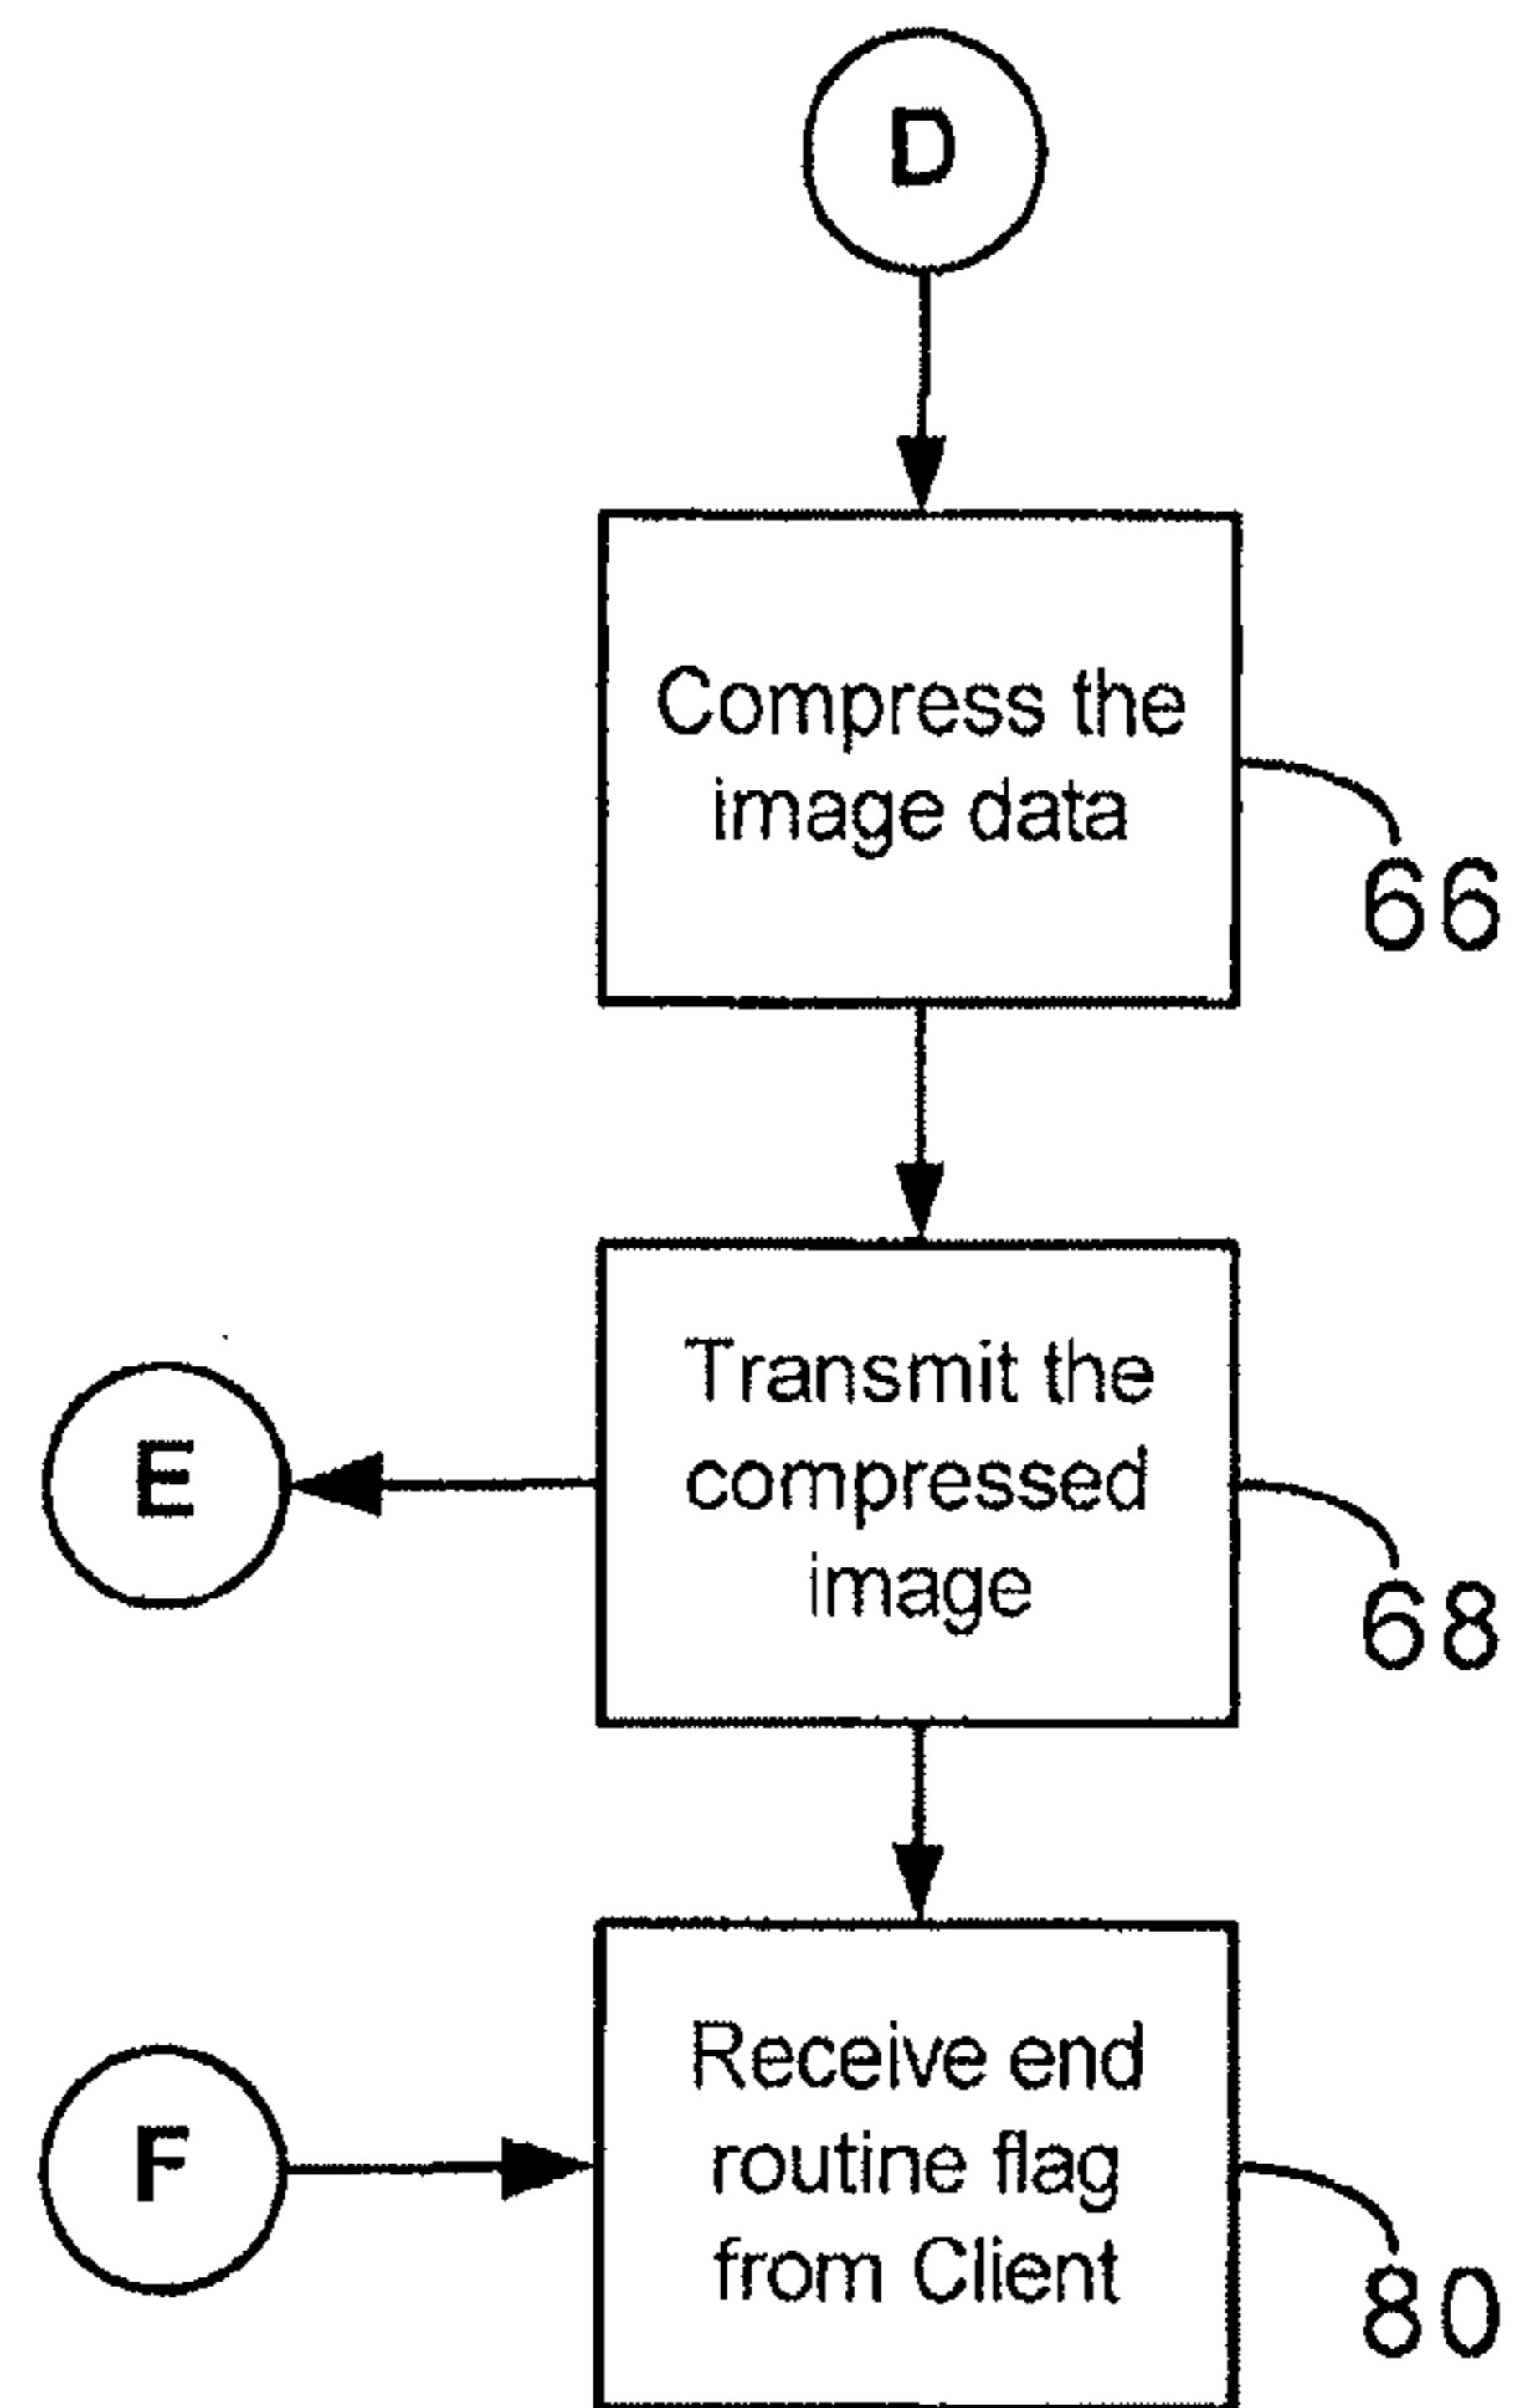 D
Compress the
image data
66
Transmit the
compressed
image
E
68
Receive end
routine flag
from Client
F
80